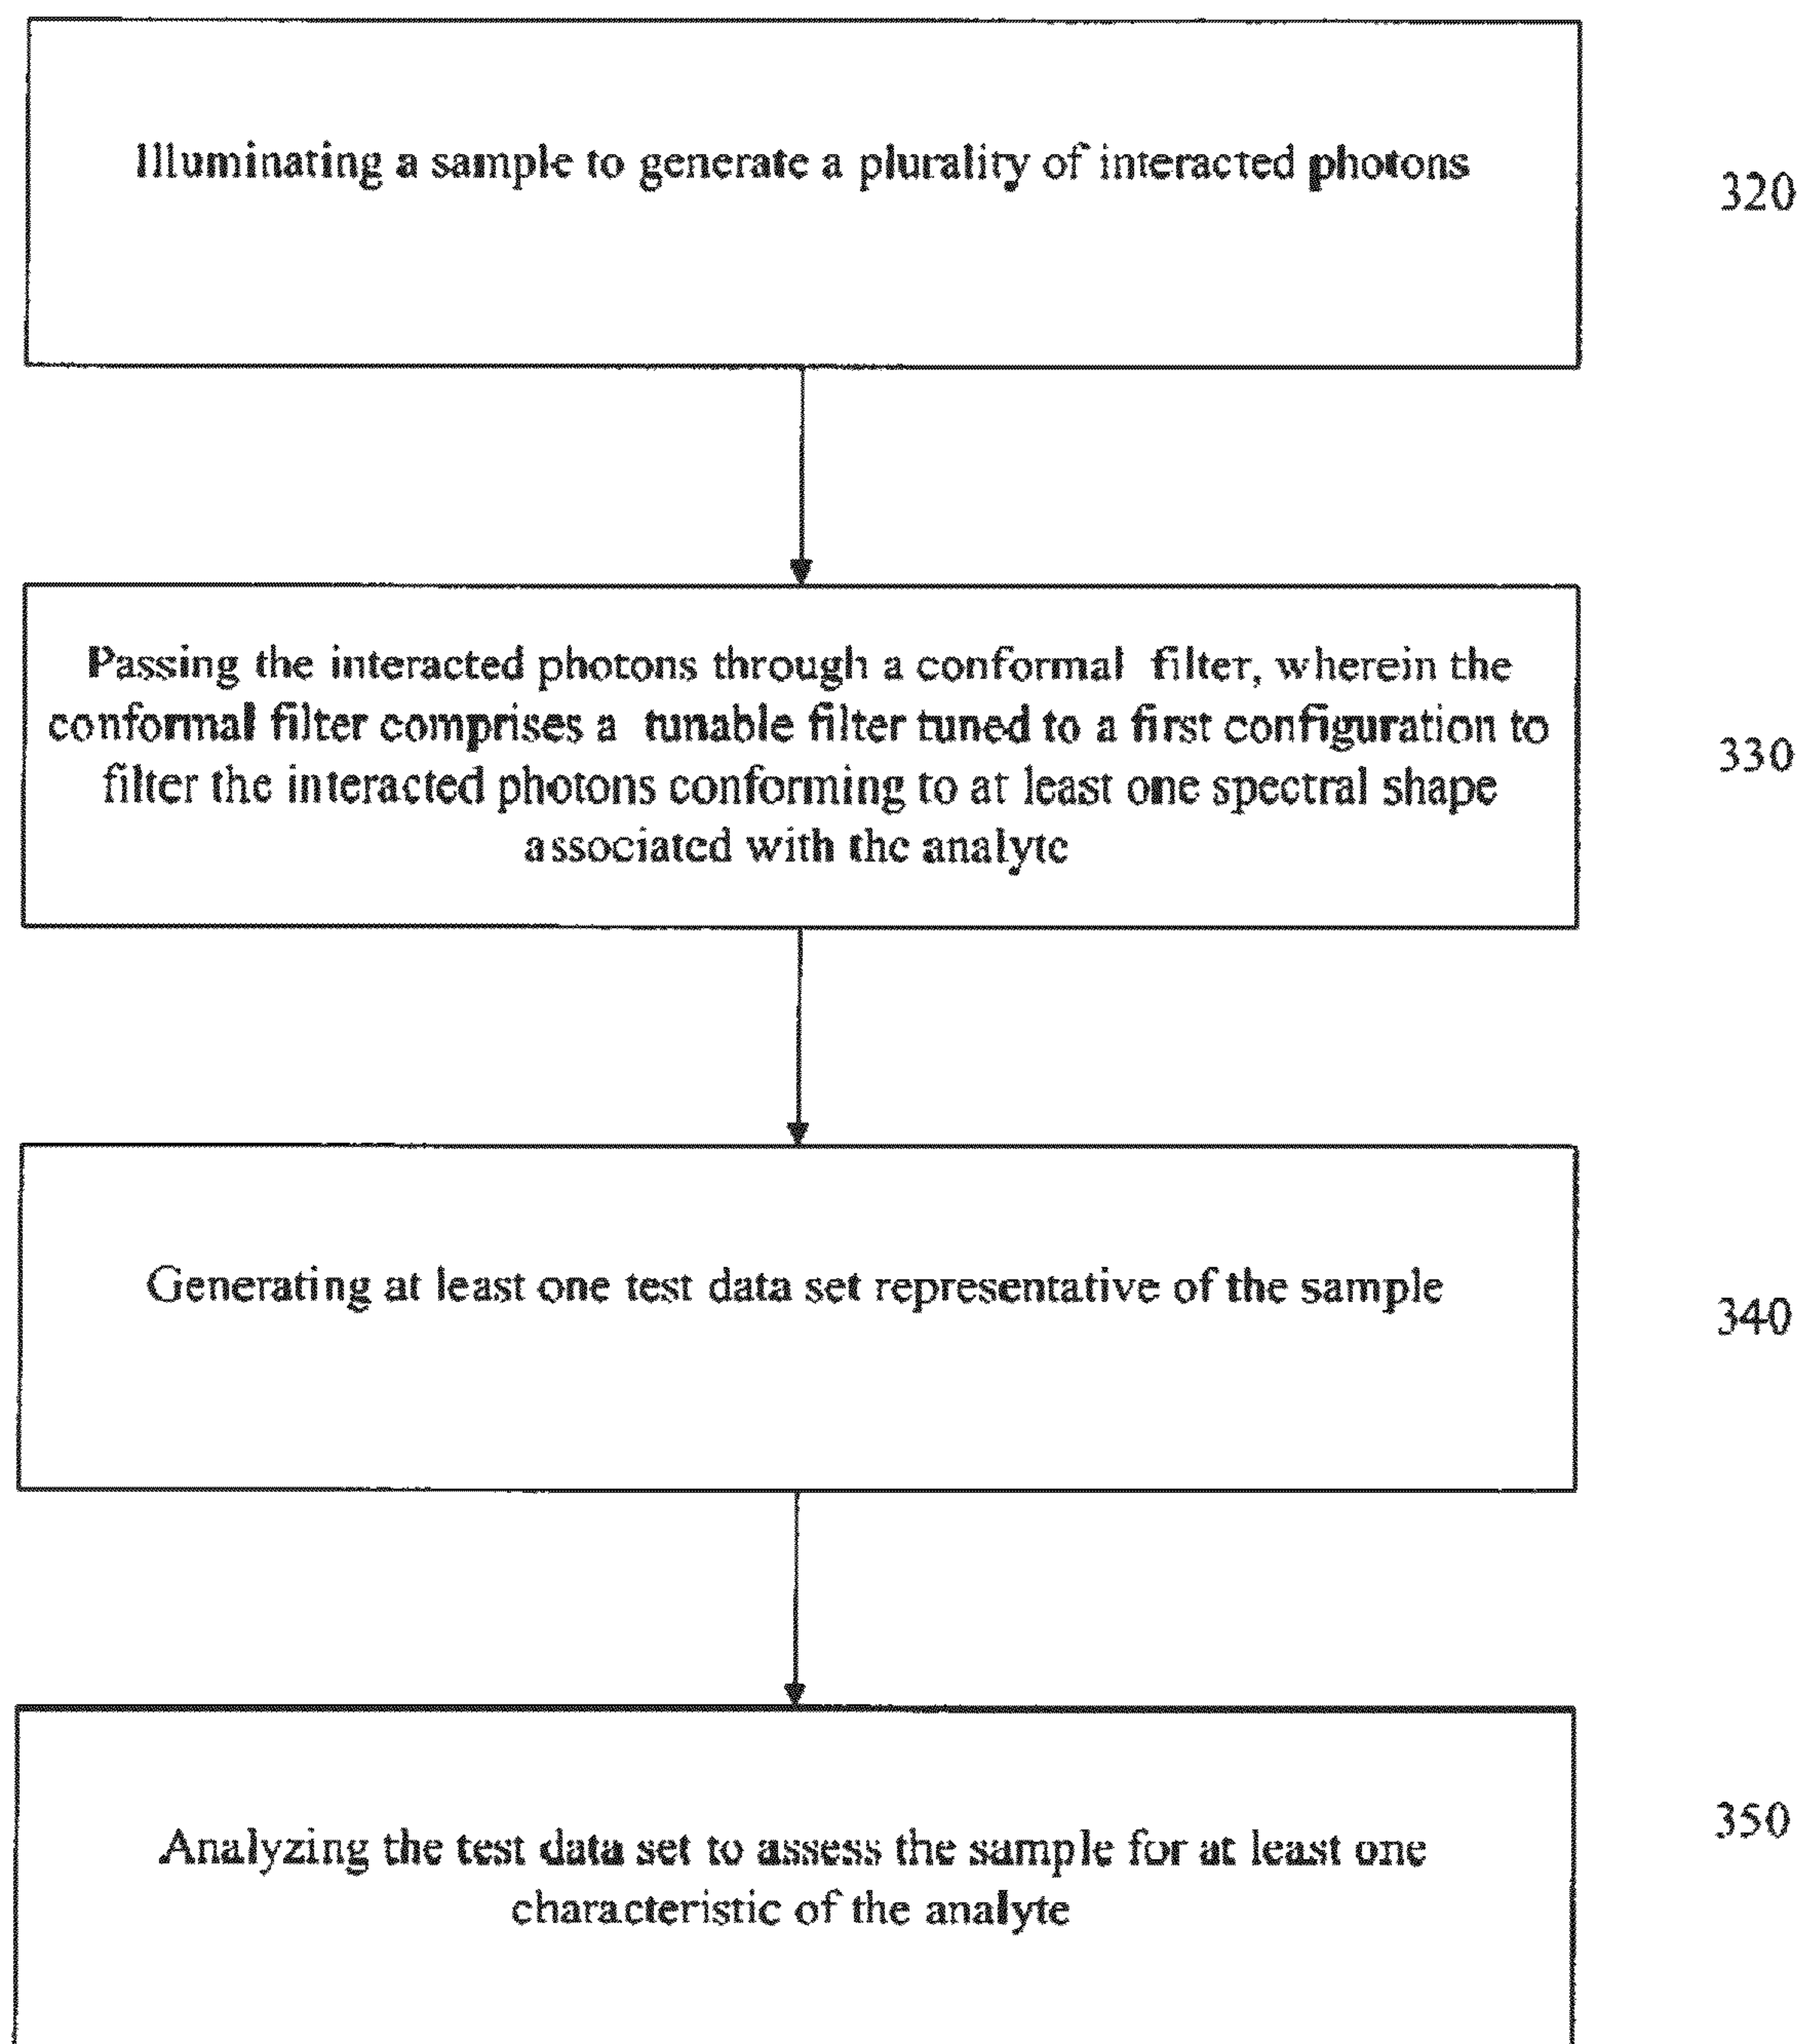 Illuminating a sample to generate a plurality of interacted photons
320
Passing the interacted photons through a conformal filter, wherein the
conformal filter comprises a tunable filter tuned to a first configuration to
filter the interacted photons conforming to at least one spectral shape
associated with the analyte
330
Generating at least one test data set representative of the sample
340
Analyzing the test data set to assess the sample for at least one
characteristic of the analyte
350